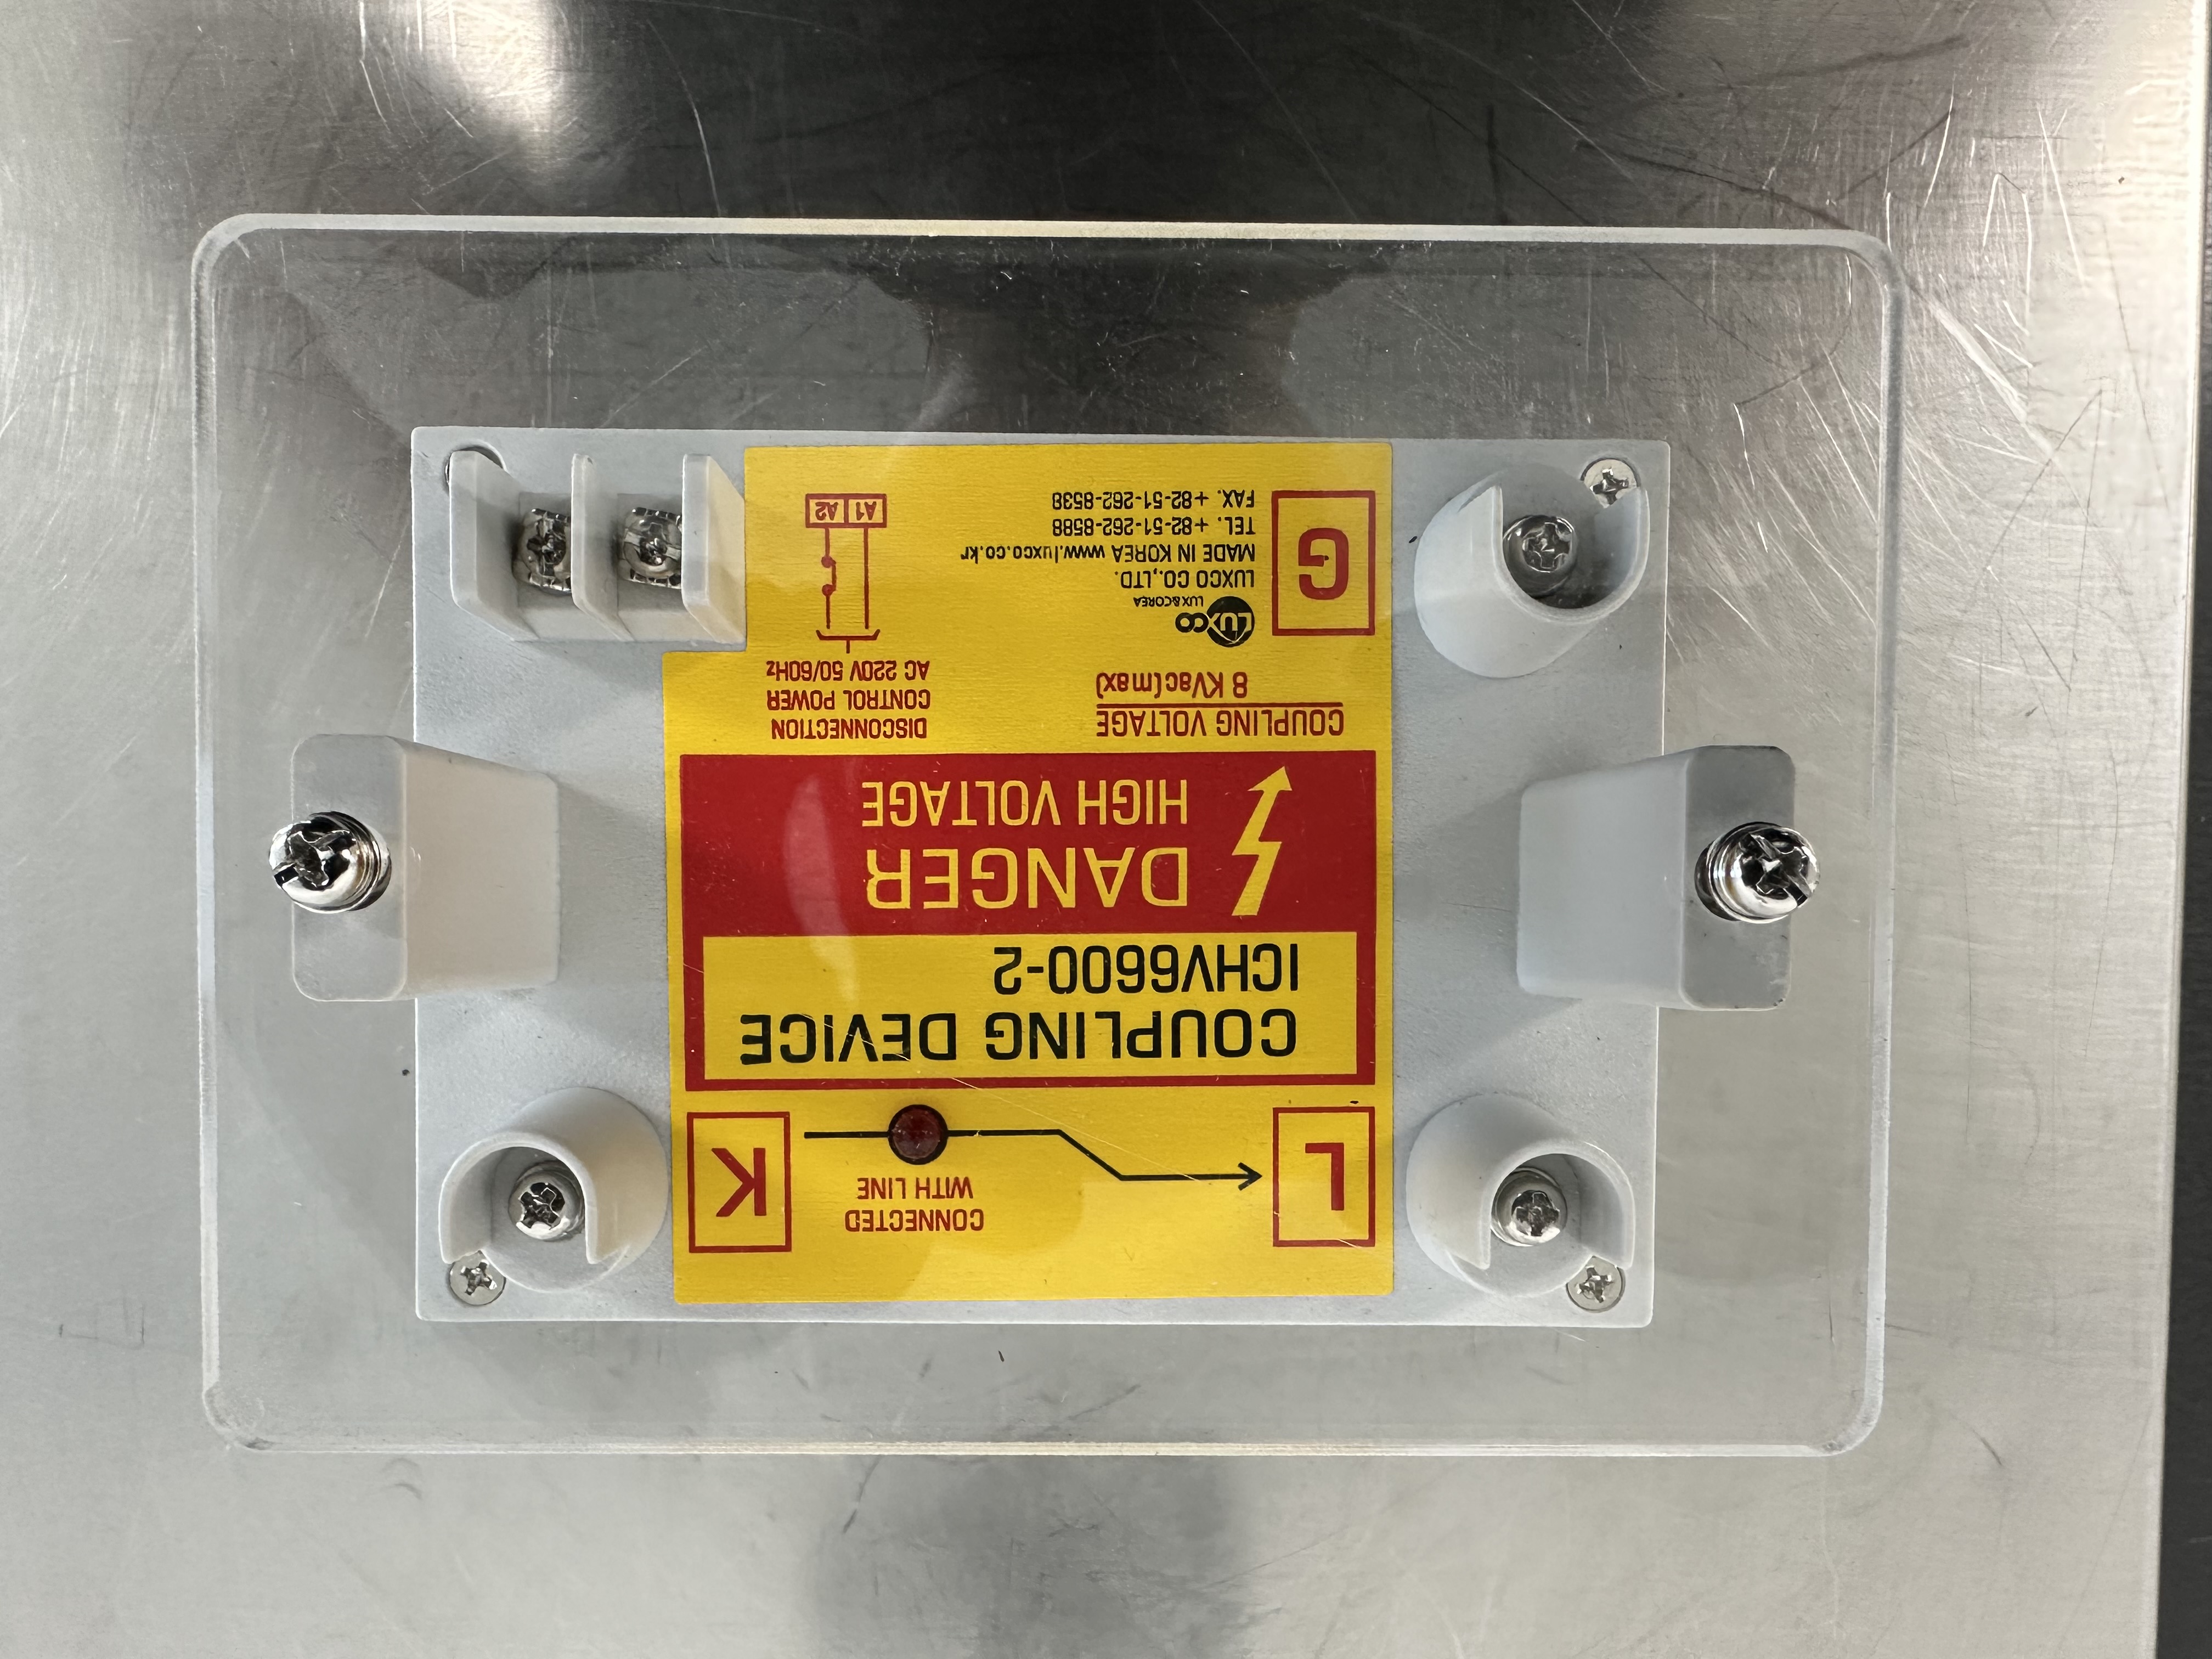 L
CONNECTED
WITH LINE
K
COUPLING DEVICE
ICHV6600-2
DANGER
HIGH VOLTAGE
COUPLING VOLTAGE
8 KVac(max)
DISCONNECTION
CONTROL POWER
AC 220V 50/60Hz
G
LUXCO
LUX&COREA
LUXCO CO.,LTD.
MADE IN KOREA www.luxco.co.kr
TEL. +82-51-262-8588
FAX. +82-51-262-8538
A1 A2